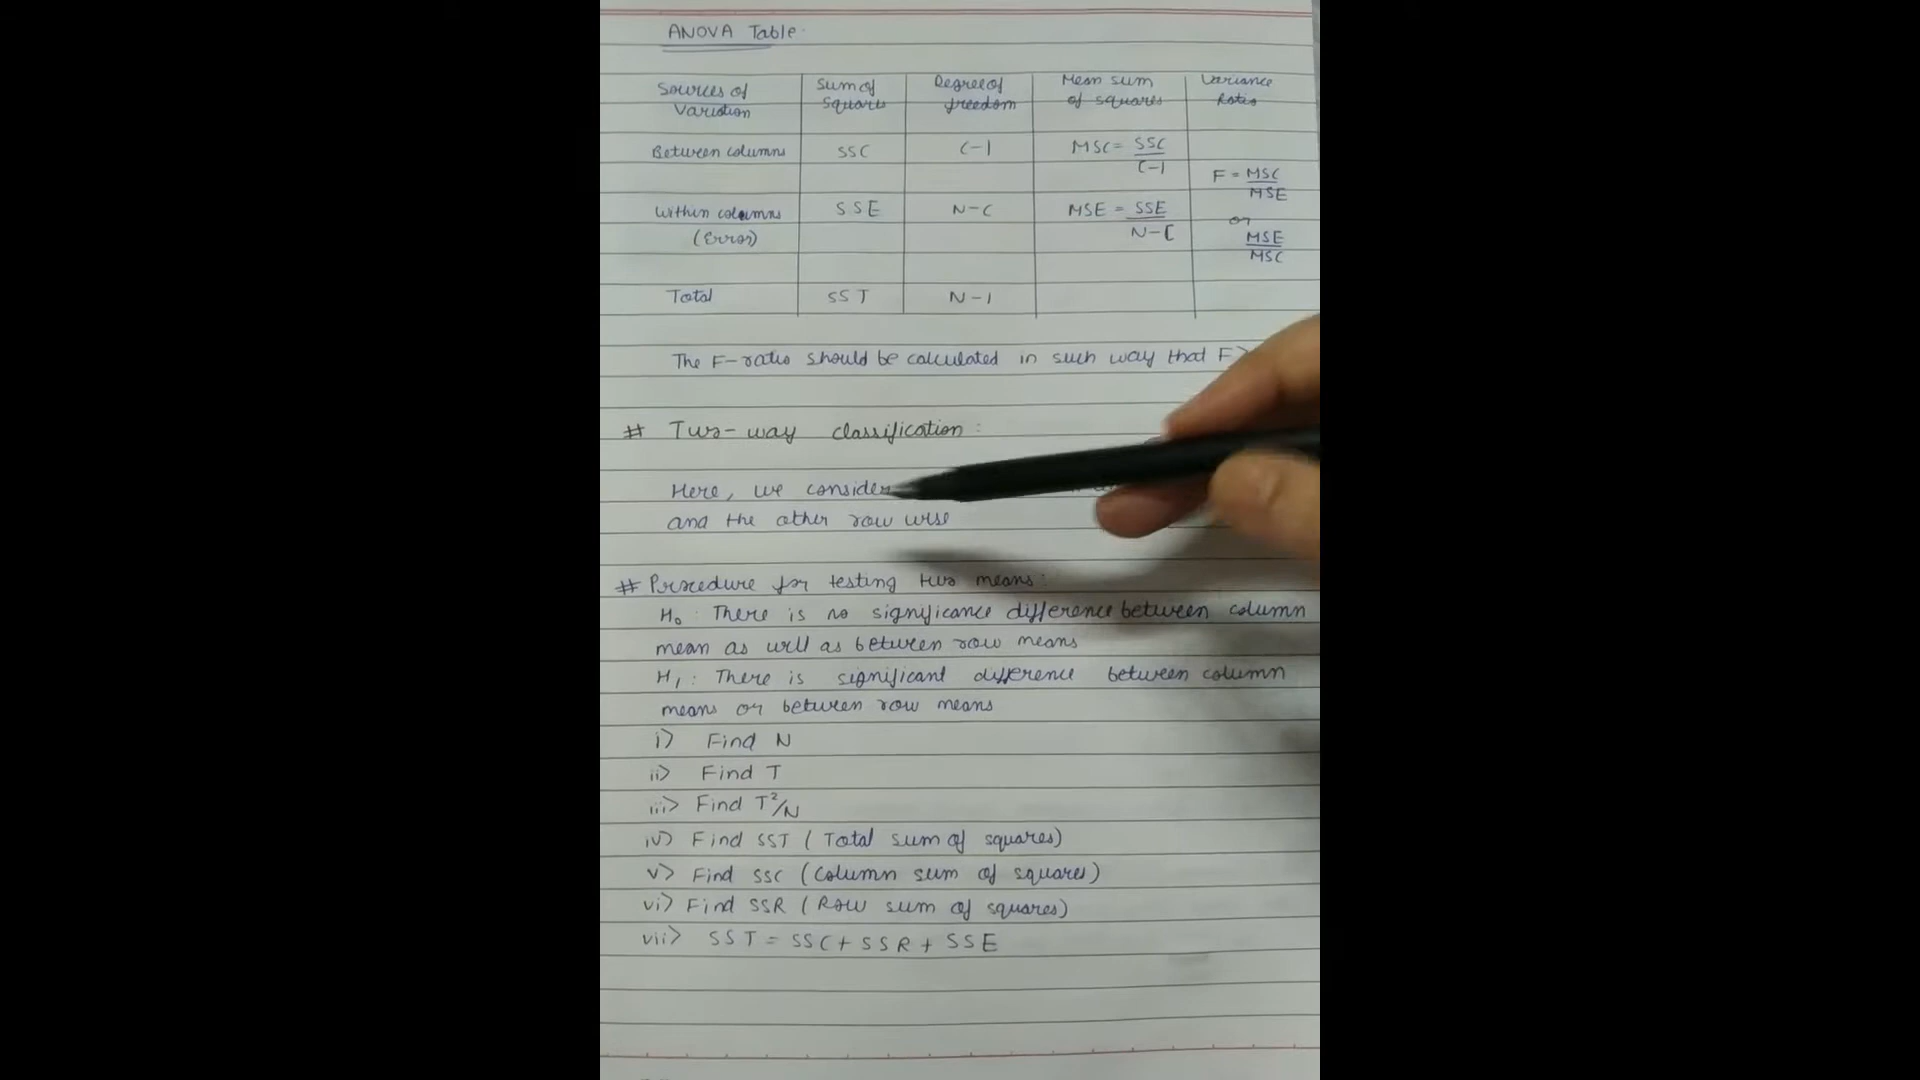 ANOVA Table
Sources of Variation | Sum of Squares | Degree of freedom | Mean sum of squares | Variance Ratio
Between columns | SSC | C-1 | MSC = SSC/C-1 | F = MSC/MSE
Within columns (Error) | SSE | N-C | MSE = SSE/N-C | or MSE/MSC
Total | SST | N-1
The F-ratio should be calculated in such way that F>
# Two-way classification:
Here, we consider
and the other row wise
# Procedure for testing two means:
H₀: There is no significance difference between column
mean as well as between row means
H₁: There is significant difference between column
means or between row means
i> Find N
ii> Find T
iii> Find T²/N
iv> Find SST (Total sum of squares)
v> Find SSC (Column sum of squares)
vi> Find SSR (Row sum of squares)
vii> SST = SSC + SSR + SSE